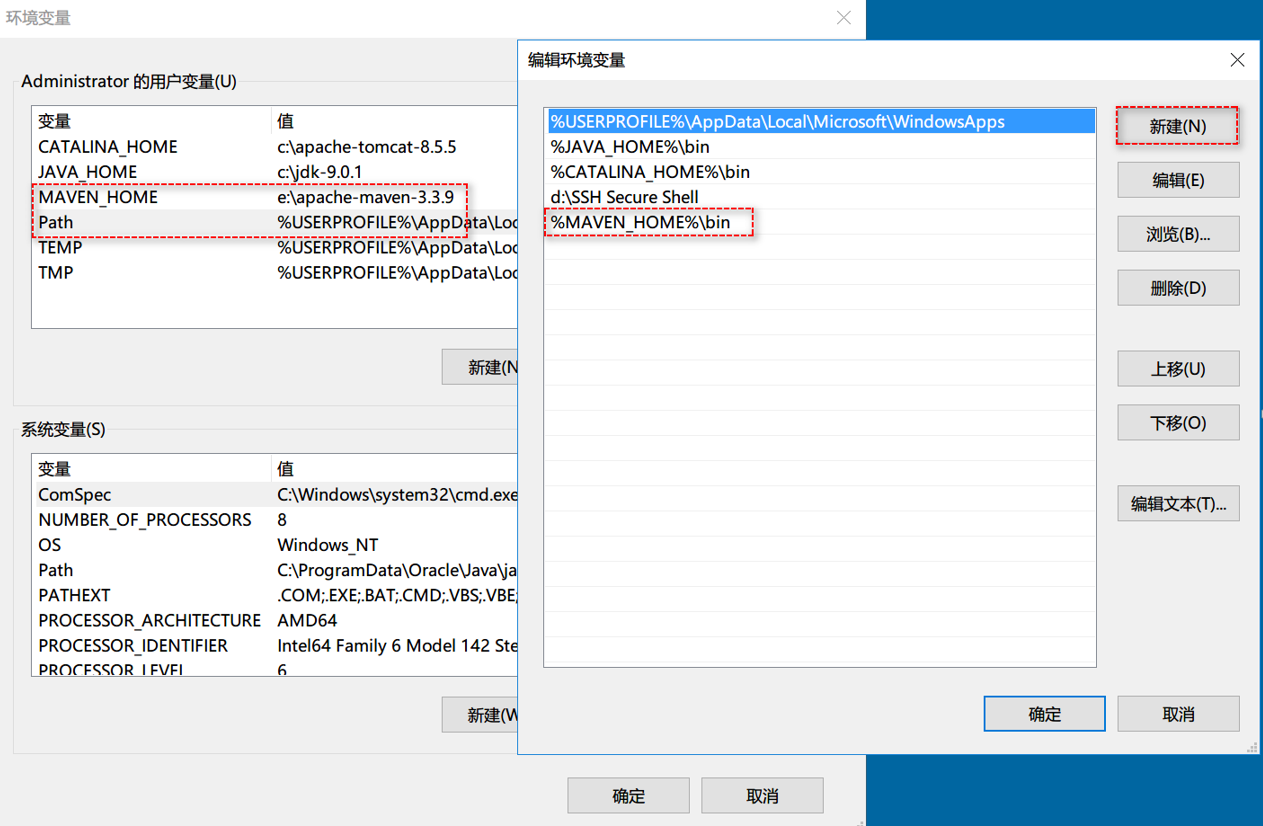 环境变量
Administrator 的用户变量(U)
变量 值
CATALINA_HOME c:\apache-tomcat-8.5.5
JAVA_HOME c:\jdk-9.0.1
MAVEN_HOME e:\apache-maven-3.3.9
Path %USERPROFILE%\AppData\Loc
TEMP %USERPROFILE%\AppData\Loc
TMP %USERPROFILE%\AppData\Loc
新建(N
系统变量(S)
变量 值
ComSpec C:\Windows\system32\cmd.exe
NUMBER_OF_PROCESSORS 8
OS Windows_NT
Path C:\ProgramData\Oracle\Java\ja
PATHEXT .COM;.EXE;.BAT;.CMD;.VBS;.VBE;
PROCESSOR_ARCHITECTURE AMD64
PROCESSOR_IDENTIFIER Intel64 Family 6 Model 142 Ste
PROCESSOR_LEVEL 6
新建(W
确定 取消
编辑环境变量
%USERPROFILE%\AppData\Local\Microsoft\WindowsApps
%JAVA_HOME%\bin
%CATALINA_HOME%\bin
d:\SSH Secure Shell
%MAVEN_HOME%\bin
新建(N)
编辑(E)
浏览(B)...
删除(D)
上移(U)
下移(O)
编辑文本(T)...
确定 取消